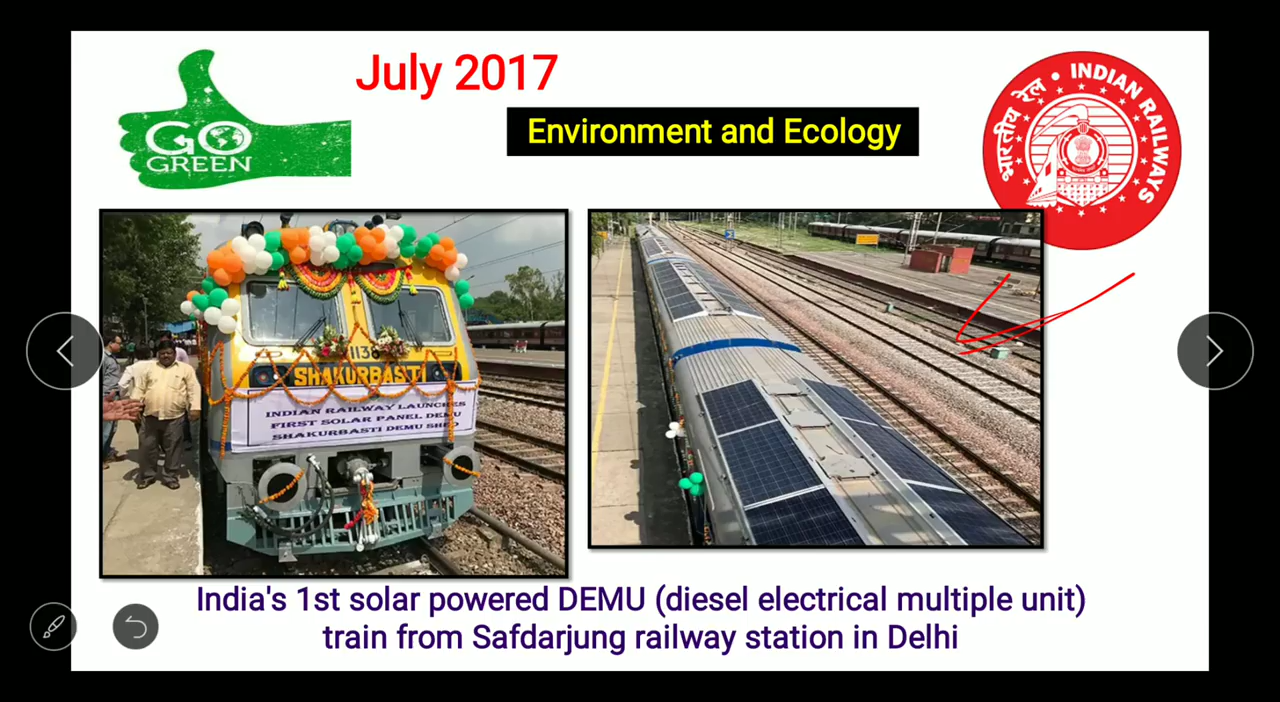 July 2017
Environment and Ecology
GO
GREEN
भारतीय रेल • INDIAN RAILWAYS
1136
SHAKURBASTI
INDIAN RAILWAY LAUNCHES
FIRST SOLAR PANEL DEMU
SHAKURBASTI DEMU SHED
India's 1st solar powered DEMU (diesel electrical multiple unit)
train from Safdarjung railway station in Delhi